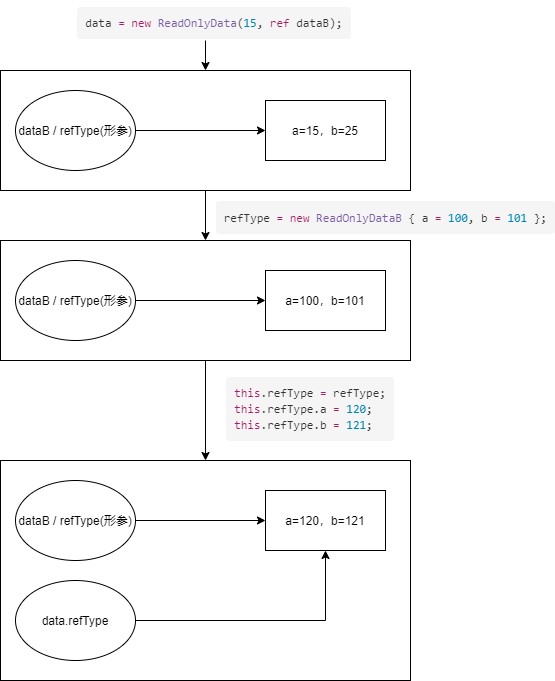 data = new ReadOnlyData(15, ref dataB);
dataB / refType(形参)
a=15，b=25
refType = new ReadOnlyDataB { a = 100, b = 101 };
dataB / refType(形参)
a=100，b=101
this.refType = refType;
this.refType.a = 120;
this.refType.b = 121;
dataB / refType(形参)
a=120，b=121
data.refType